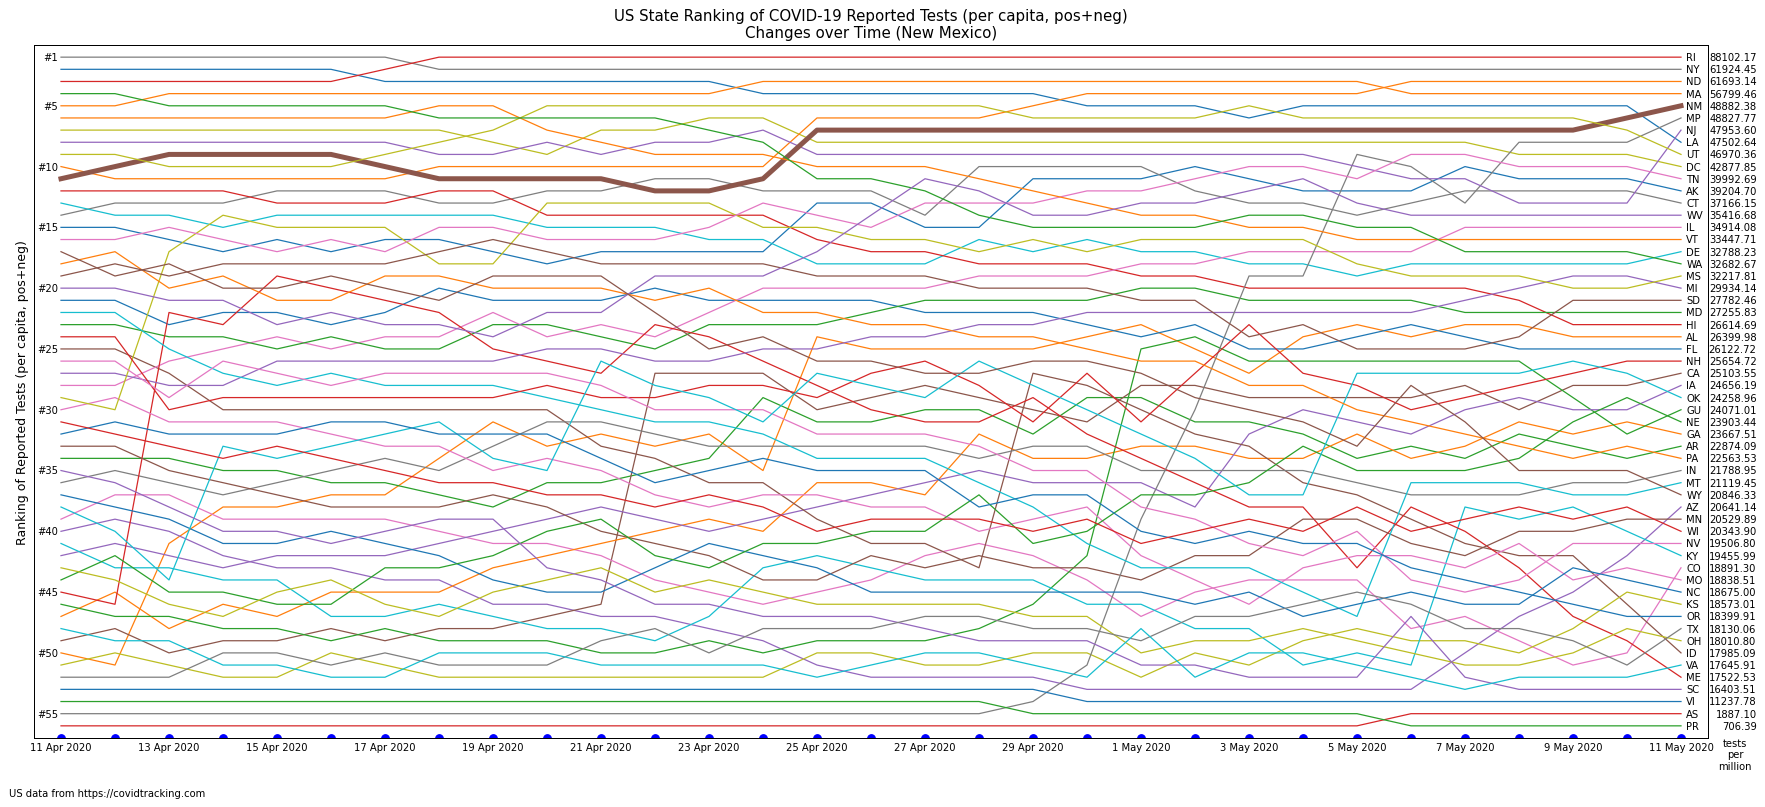 US State Ranking of COVID-19 Reported Tests (per capita, pos+neg)
Changes over Time (New Mexico)
Ranking of Reported Tests (per capita, pos+neg)
#1
#5
#10
#15
#20
#25
#30
#35
#40
#45
#50
#55
RI 88102.17
NY 61924.45
ND 61693.14
MA 56799.46
NM 48882.38
MP 48827.77
NJ 47953.60
LA 47502.64
UT 46970.36
DC 42877.85
TN 39992.69
AK 39204.70
CT 37166.15
WV 35416.68
IL 34914.08
VT 33447.71
DE 32788.23
WA 32682.67
MS 32217.81
MI 29934.14
SD 27782.46
MD 27255.83
HI 26614.69
AL 26399.98
FL 26122.72
NH 25654.72
CA 25103.55
IA 24656.19
OK 24258.96
GU 24071.01
NE 23903.44
GA 23667.51
AR 22874.09
PA 22563.53
IN 21788.95
MT 21119.45
WY 20846.33
AZ 20641.14
MN 20529.89
WI 20343.90
NV 19506.80
KY 19455.99
CO 18891.30
MO 18838.51
NC 18675.00
KS 18573.01
OR 18399.91
TX 18130.06
OH 18010.80
ID 17985.09
VA 17645.91
ME 17522.53
SC 16403.51
VI 11237.78
AS 1887.10
PR 706.39
11 Apr 2020 13 Apr 2020 15 Apr 2020 17 Apr 2020 19 Apr 2020 21 Apr 2020 23 Apr 2020 25 Apr 2020 27 Apr 2020 29 Apr 2020 1 May 2020 3 May 2020 5 May 2020 7 May 2020 9 May 2020 11 May 2020
tests
per
million
US data from https://covidtracking.com